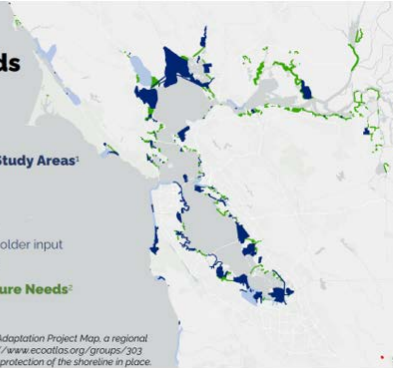 ds
Study Areas¹
older input
ure Needs²
Adaptation Project Map, a regional
//www.ecoatlas.org/groups/303
protection of the shoreline in place.